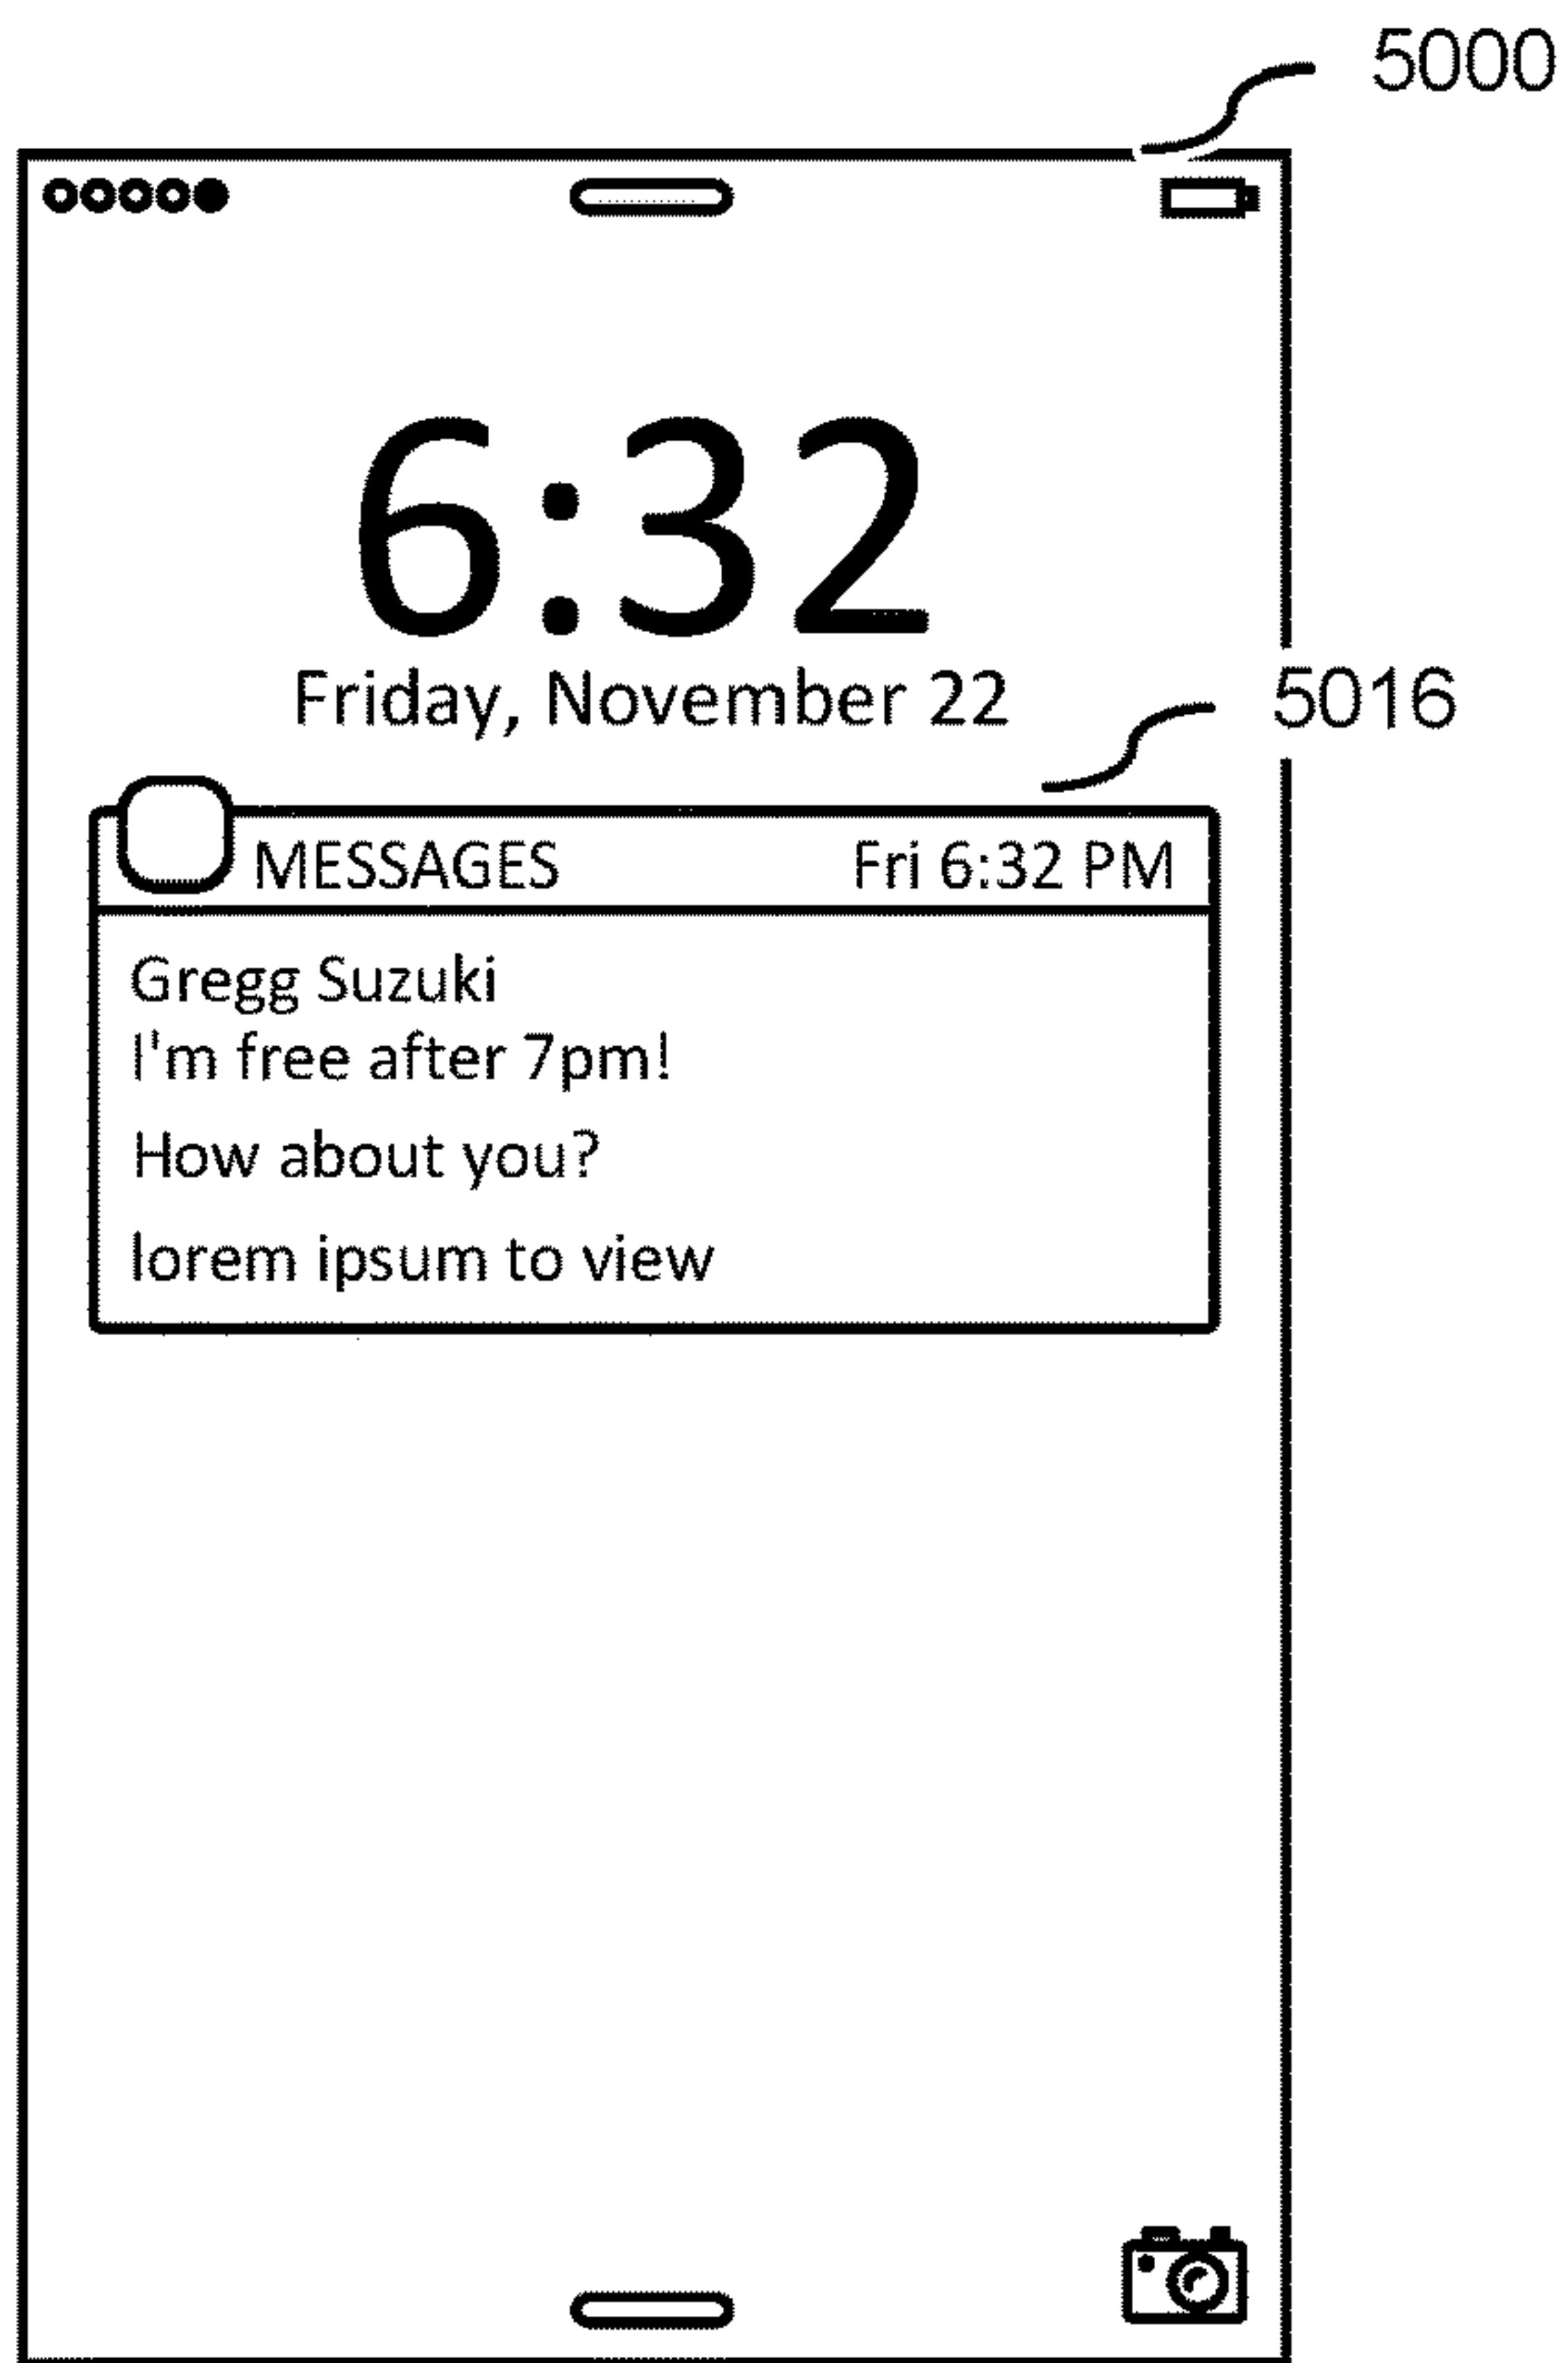 5000
6:32
Friday, November 22
5016
MESSAGES Fri 6:32 PM
Gregg Suzuki
I'm free after 7pm!
How about you?
lorem ipsum to view